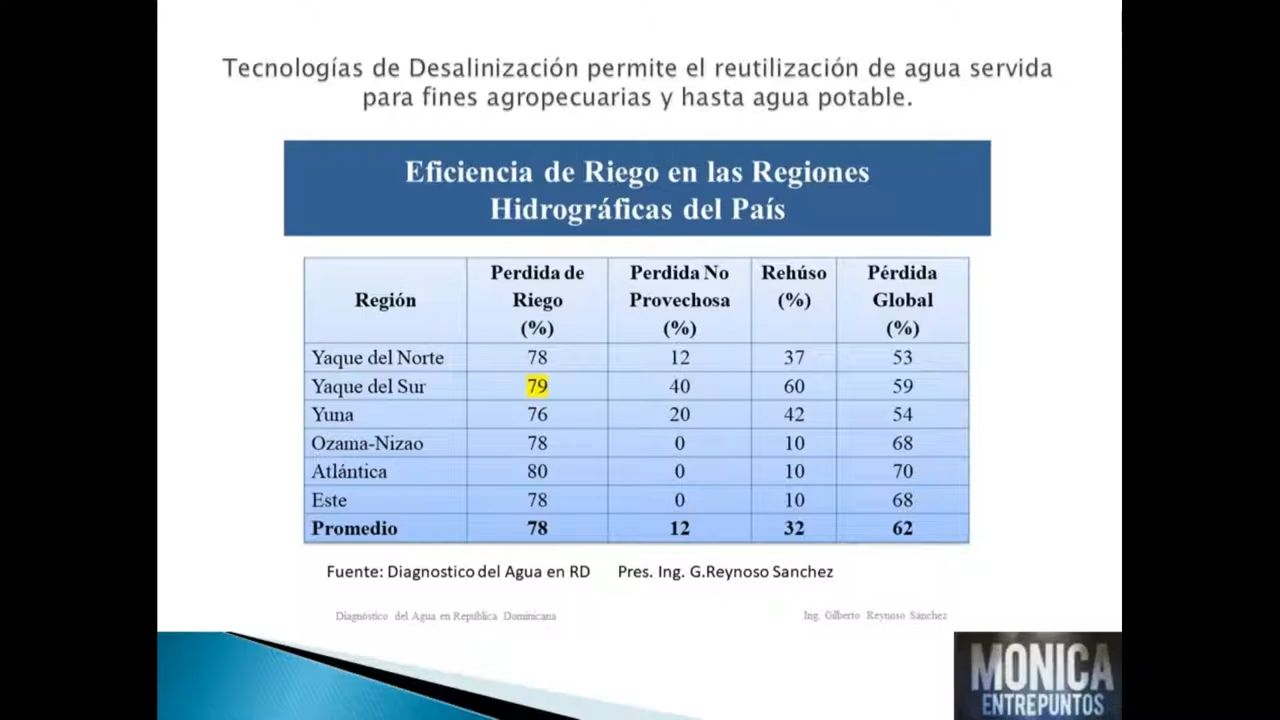 Tecnologías de Desalinización permite el reutilización de agua servida
para fines agropecuarias y hasta agua potable.
Eficiencia de Riego en las Regiones
Hidrográficas del País
Región Perdida de Riego (%) Perdida No Provechosa (%) Rehúso (%) Pérdida Global (%)
Yaque del Norte 78 12 37 53
Yaque del Sur 79 40 60 59
Yuna 76 20 42 54
Ozama-Nizao 78 0 10 68
Atlántica 80 0 10 70
Este 78 0 10 68
Promedio 78 12 32 62
Fuente: Diagnostico del Agua en RD Pres. Ing. G.Reynoso Sanchez
Diagnóstico del Agua en República Dominicana Ing. Gilberto Reynoso Sánchez
MONICA
ENTREPUNTOS